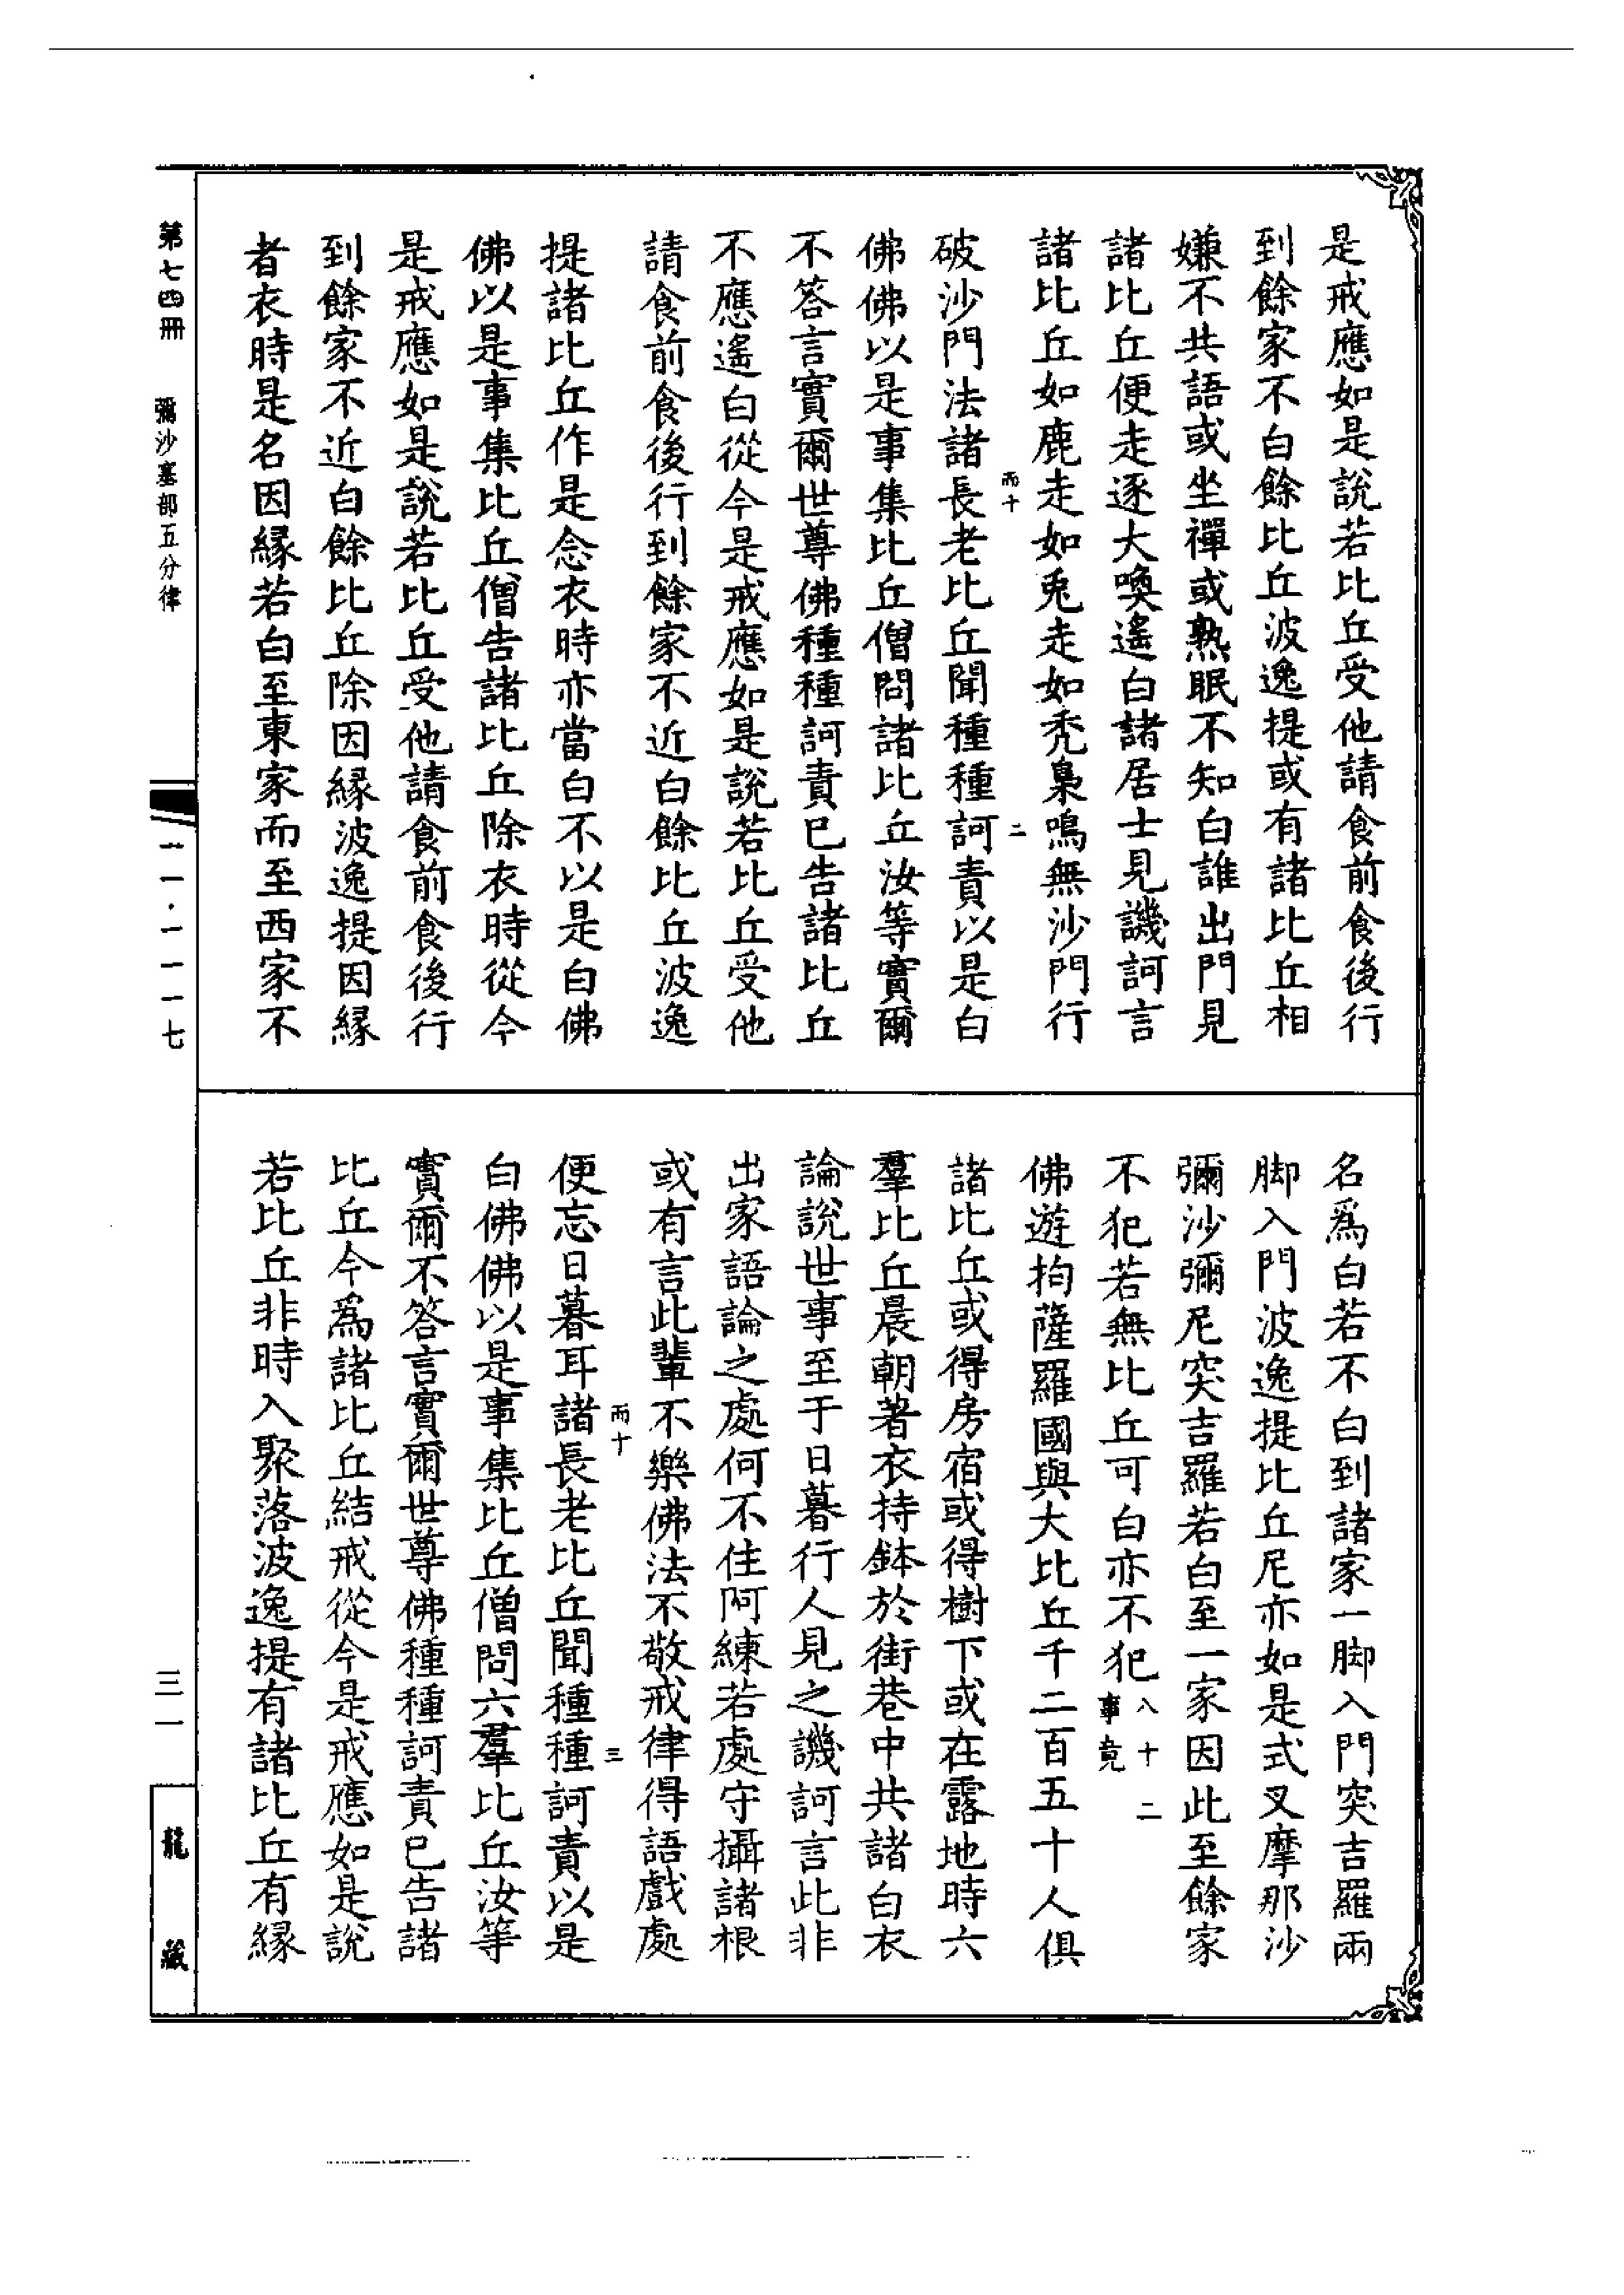 是戒應如是說若比丘受他請食前食後行
到餘家不白餘比丘波逸提或有諸比丘相
嫌不共語或坐禪或熟眠不知白誰出門見
諸比丘便走逐大喚遙白諸居士見譏訶言
諸比丘如鹿走如兎走如禿梟鳴無沙門行
而十 二
破沙門法諸長老比丘聞種種訶責以是白
佛佛以是事集比丘僧問諸比丘汝等實爾
不答言實爾世尊佛種種訶責已告諸比丘
不應遙白從今是戒應如是說若比丘受他
請食前食後行到餘家不近白餘比丘波逸
提諸比丘作是念衣時亦當白不以是白佛
佛以是事集比丘僧告諸比丘除衣時從今
是戒應如是說若比丘受他請食前食後行
到餘家不近白餘比丘除因緣波逸提因緣
者衣時是名因緣若白至東家而至西家不
名爲白若不白到諸家一脚入門突吉羅兩
脚入門波逸提比丘尼亦如是式叉摩那沙
彌沙彌尼突吉羅若白至一家因此至餘家
不犯若無比丘可白亦不犯八十二事竟
佛遊拘薩羅國與大比丘千二百五十人俱
諸比丘或得房宿或得樹下或在露地時六
羣比丘晨朝著衣持鉢於街巷中共諸白衣
論說世事至于日暮行人見之譏訶言此非
出家語論之處何不住阿練若處守攝諸根
或有言此輩不樂佛法不敬戒律得語戲處
而十 三
便忘日暮耳諸長老比丘聞種種訶責以是
白佛佛以是事集比丘僧問六羣比丘汝等
實爾不答言實爾世尊佛種種訶責已告諸
比丘今爲諸比丘結戒從今是戒應如是說
若比丘非時入聚落波逸提有諸比丘有緣
第七四冊 彌沙塞部五分律
一一·一一一七
三一
龍藏